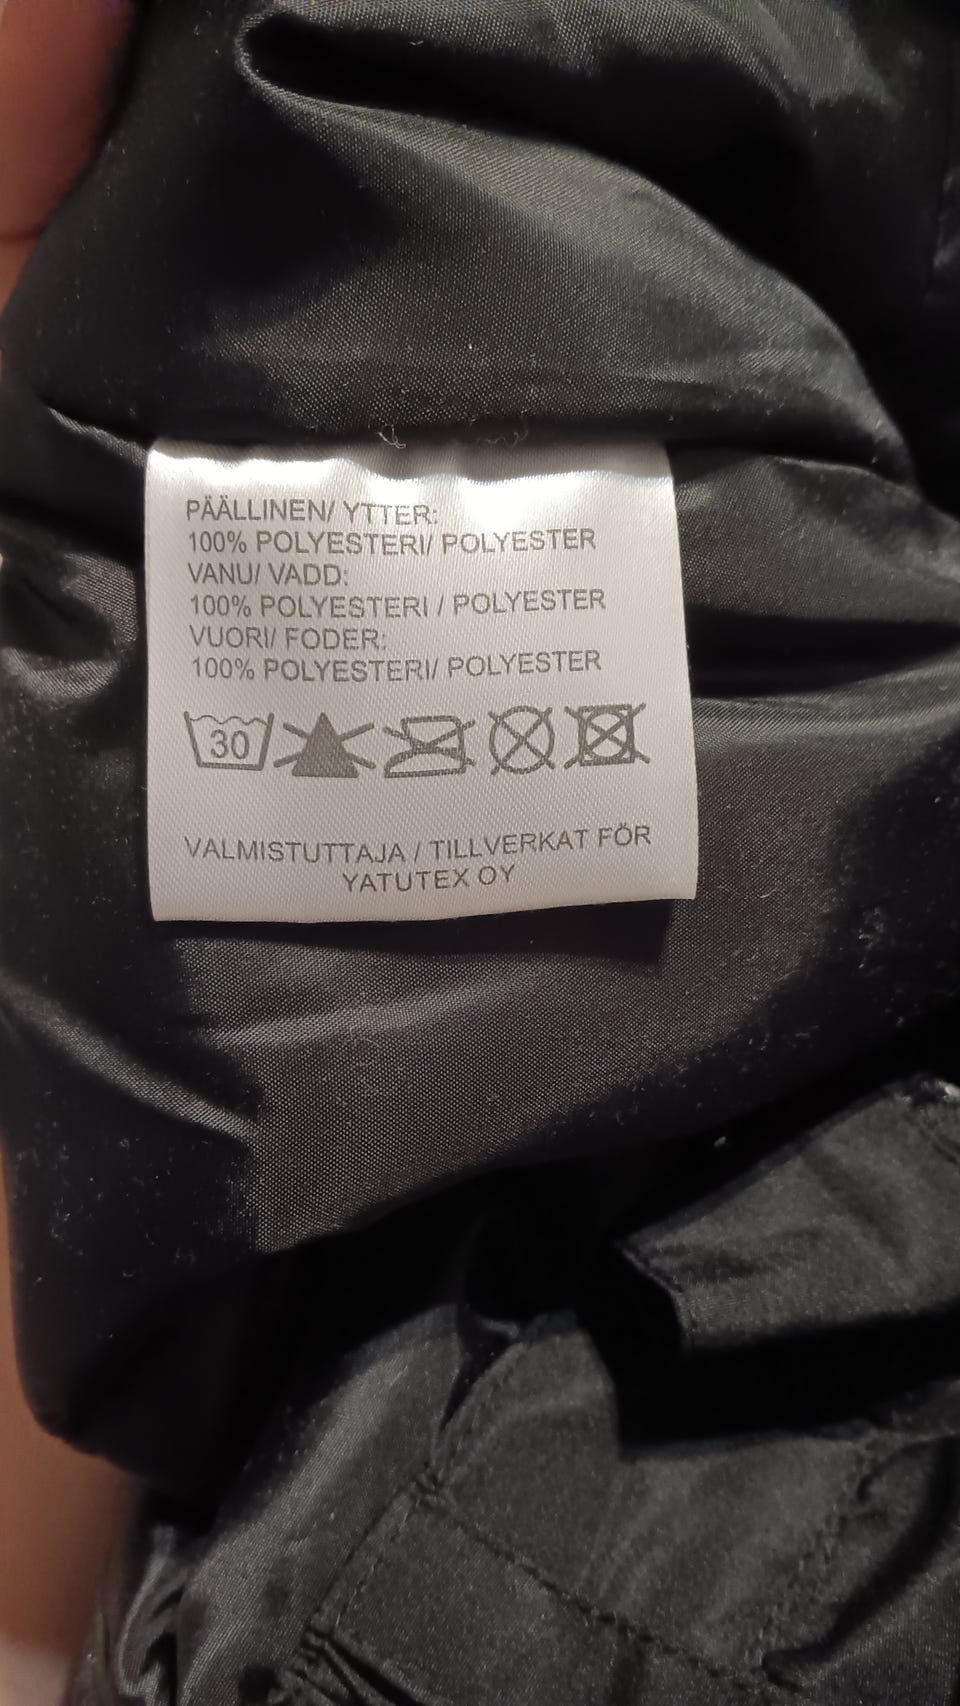 PÄÄLLINEN/ YTTER:
100% POLYESTERI/ POLYESTER
VANU/ VADD:
100% POLYESTERI / POLYESTER
VUORI/ FODER:
100% POLYESTERI/ POLYESTER
30
VALMISTUTTAJA / TILLVERKAT FÖR
YATUTEX OY